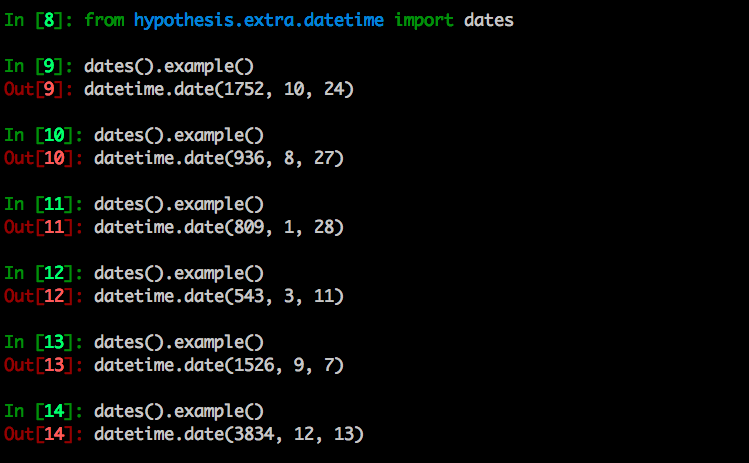 In [8]: from hypothesis.extra.datetime import dates
In [9]: dates().example()
Out[9]: datetime.date(1752, 10, 24)
In [10]: dates().example()
Out[10]: datetime.date(936, 8, 27)
In [11]: dates().example()
Out[11]: datetime.date(809, 1, 28)
In [12]: dates().example()
Out[12]: datetime.date(543, 3, 11)
In [13]: dates().example()
Out[13]: datetime.date(1526, 9, 7)
In [14]: dates().example()
Out[14]: datetime.date(3834, 12, 13)